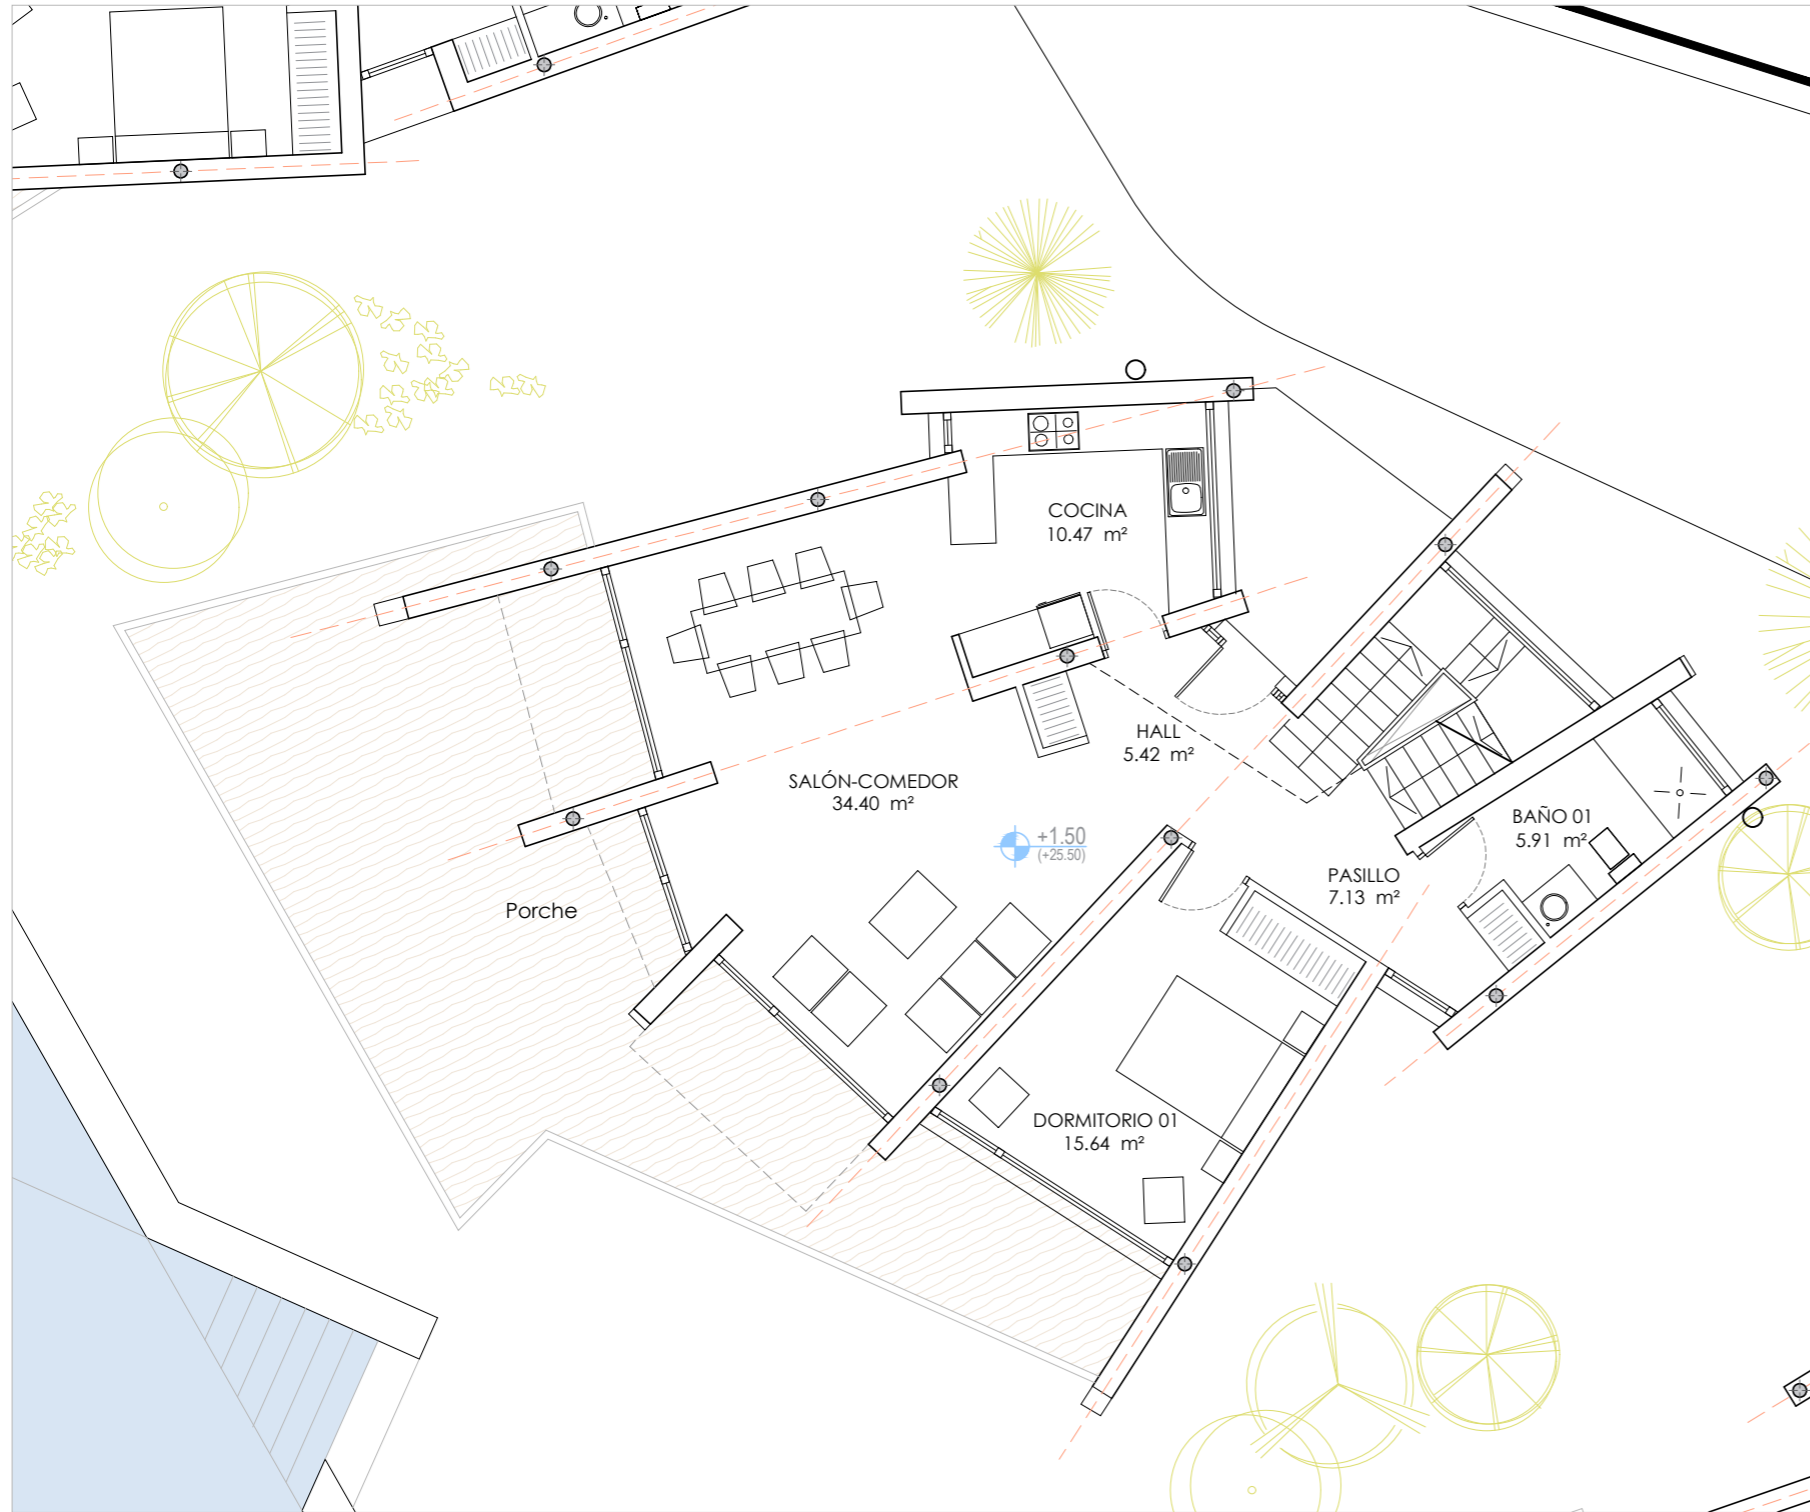 COCINA
10.47 m²
HALL
5.42 m²
SALÓN-COMEDOR
34.40 m²
+1.50
(+25.50)
BAÑO 01
5.91 m²
PASILLO
7.13 m²
Porche
DORMITORIO 01
15.64 m²